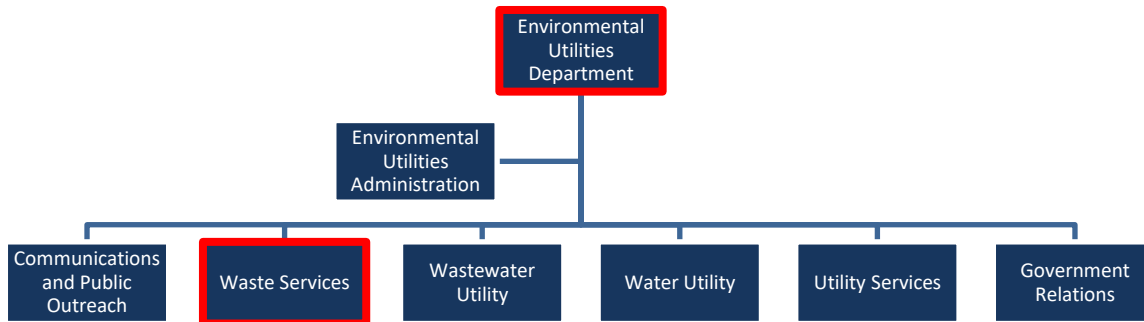 Environmental
Utilities
Department
Environmental
Utilities
Administration
Communications
and Public
Outreach
Waste Services
Wastewater
Utility
Water Utility
Utility Services
Government
Relations